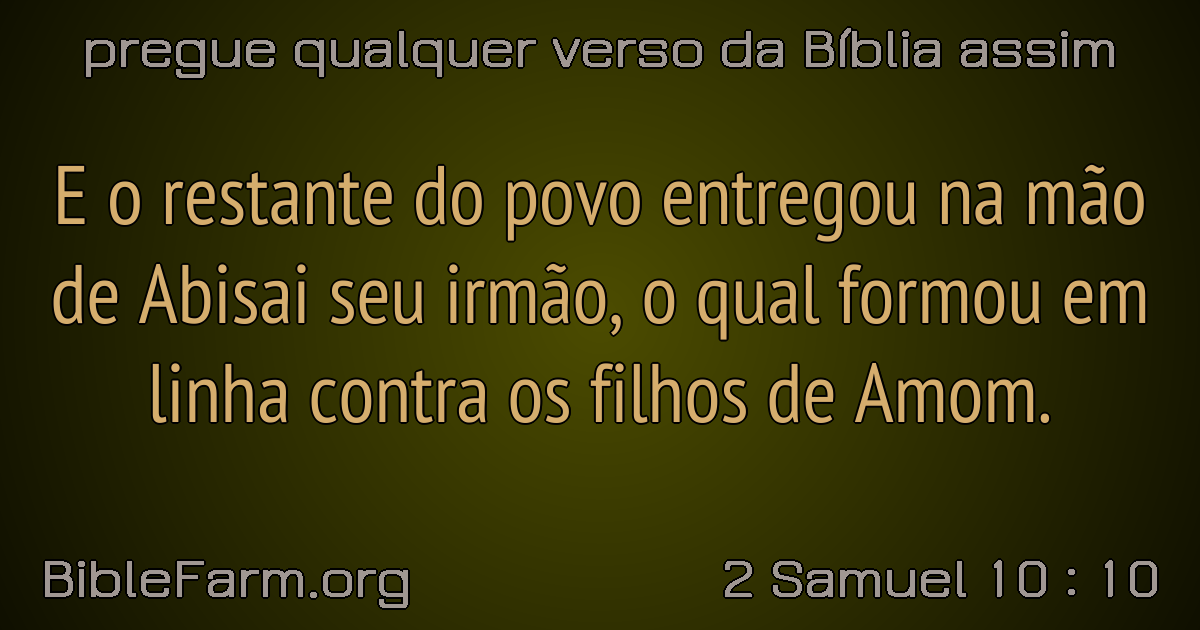 pregue qualquer verso da Bíblia assim
E o restante do povo entregou na mão
de Abisai seu irmão, o qual formou em
linha contra os filhos de Amom.
BibleFarm.org
2 Samuel 10 : 10